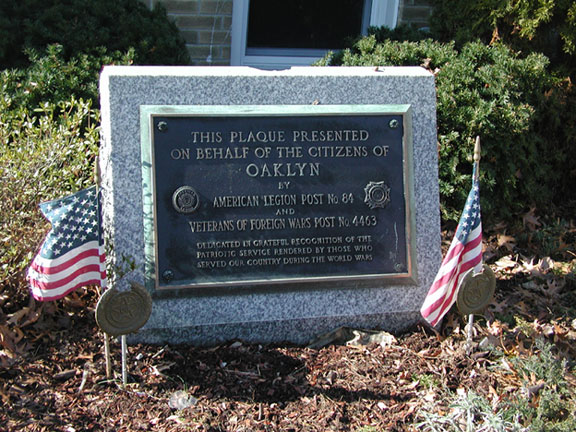 THIS PLAQUE PRESENTED
ON BEHALF OF THE CITIZENS OF
OAKLYN
BY
AMERICAN LEGION POST No. 84
AND
VETERANS OF FOREIGN WARS POST No. 4463
DEDICATED IN GRATEFUL RECOGNITION OF THE
PATRIOTIC SERVICE RENDERED BY THOSE WHO
SERVED OUR COUNTRY DURING THE WORLD WARS